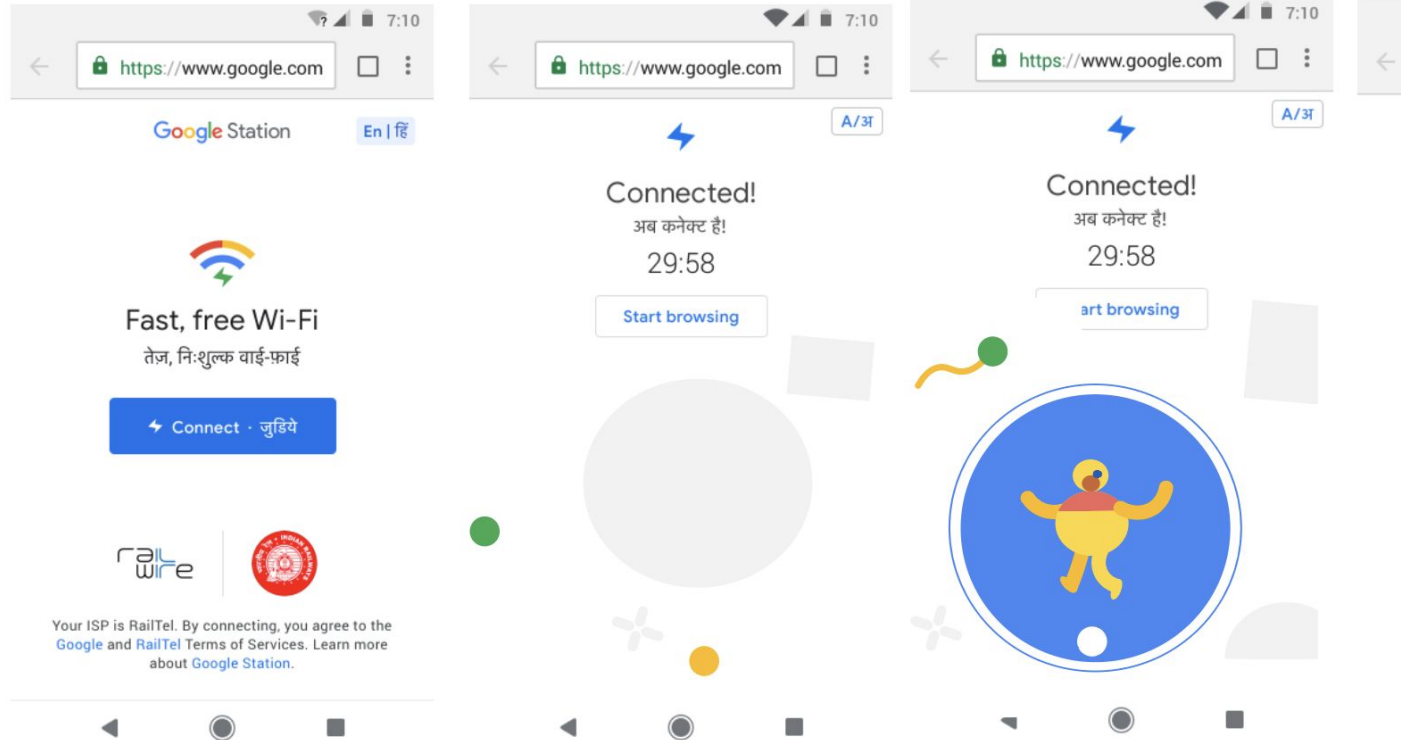 7:10
https://www.google.com
Google Station
En | हिं
Fast, free Wi-Fi
तेज़, निःशुल्क वाई-फ़ाई
Connect · जुडिये
railwire
INDIAN RAILWAYS
Your ISP is RailTel. By connecting, you agree to the
Google and RailTel Terms of Services. Learn more
about Google Station.
7:10
https://www.google.com
A/अ
Connected!
अब कनेक्ट है!
29:58
Start browsing
7:10
https://www.google.com
A/अ
Connected!
अब कनेक्ट है!
29:58
art browsing